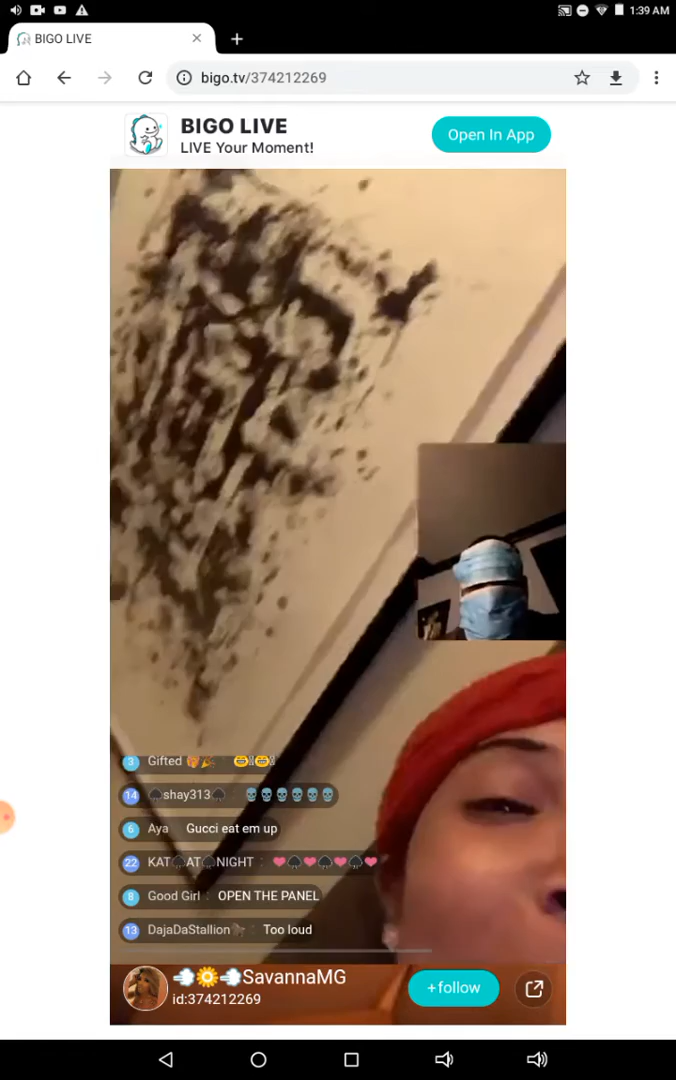 1:39 AM
BIGO LIVE
bigo.tv/374212269
BIGO LIVE
LIVE Your Moment!
Open In App
3 Gifted
14 shay313 :
6 Aya : Gucci eat em up
22 KAT♠️AT♠️NIGHT : ❤♠️❤♠️❤♠️❤
8 Good Girl : OPEN THE PANEL
13 DajaDaStallion : Too loud
SavannaMG
id:374212269
+follow